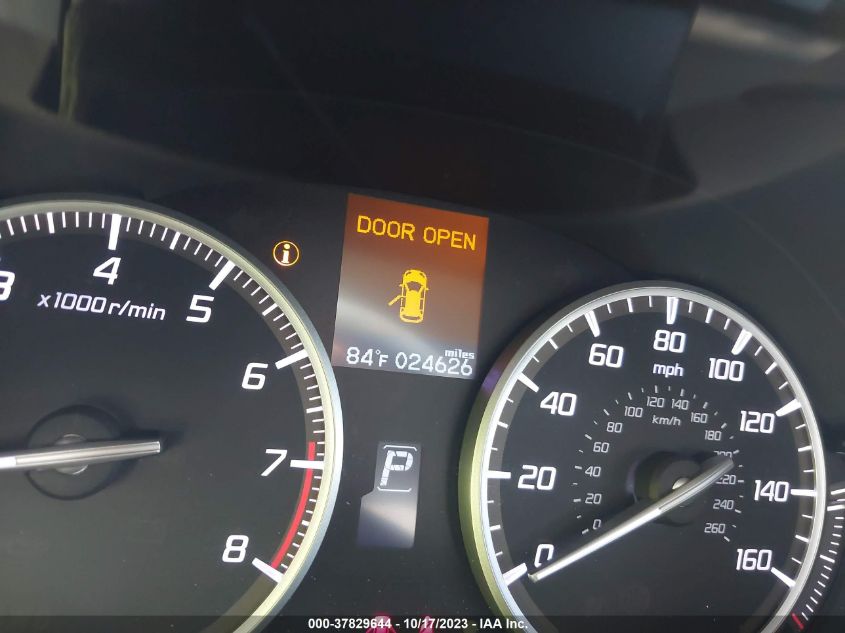 DOOR OPEN
miles
84°F 024626
3 4 5 6 7 8
x1000r/min
P
0 20 40 60 80 100 120 140 160
mph
0 20 40 60 80 100 120 140 160 180 200 220 240 260
km/h
000-37829644 - 10/17/2023 - IAA Inc.